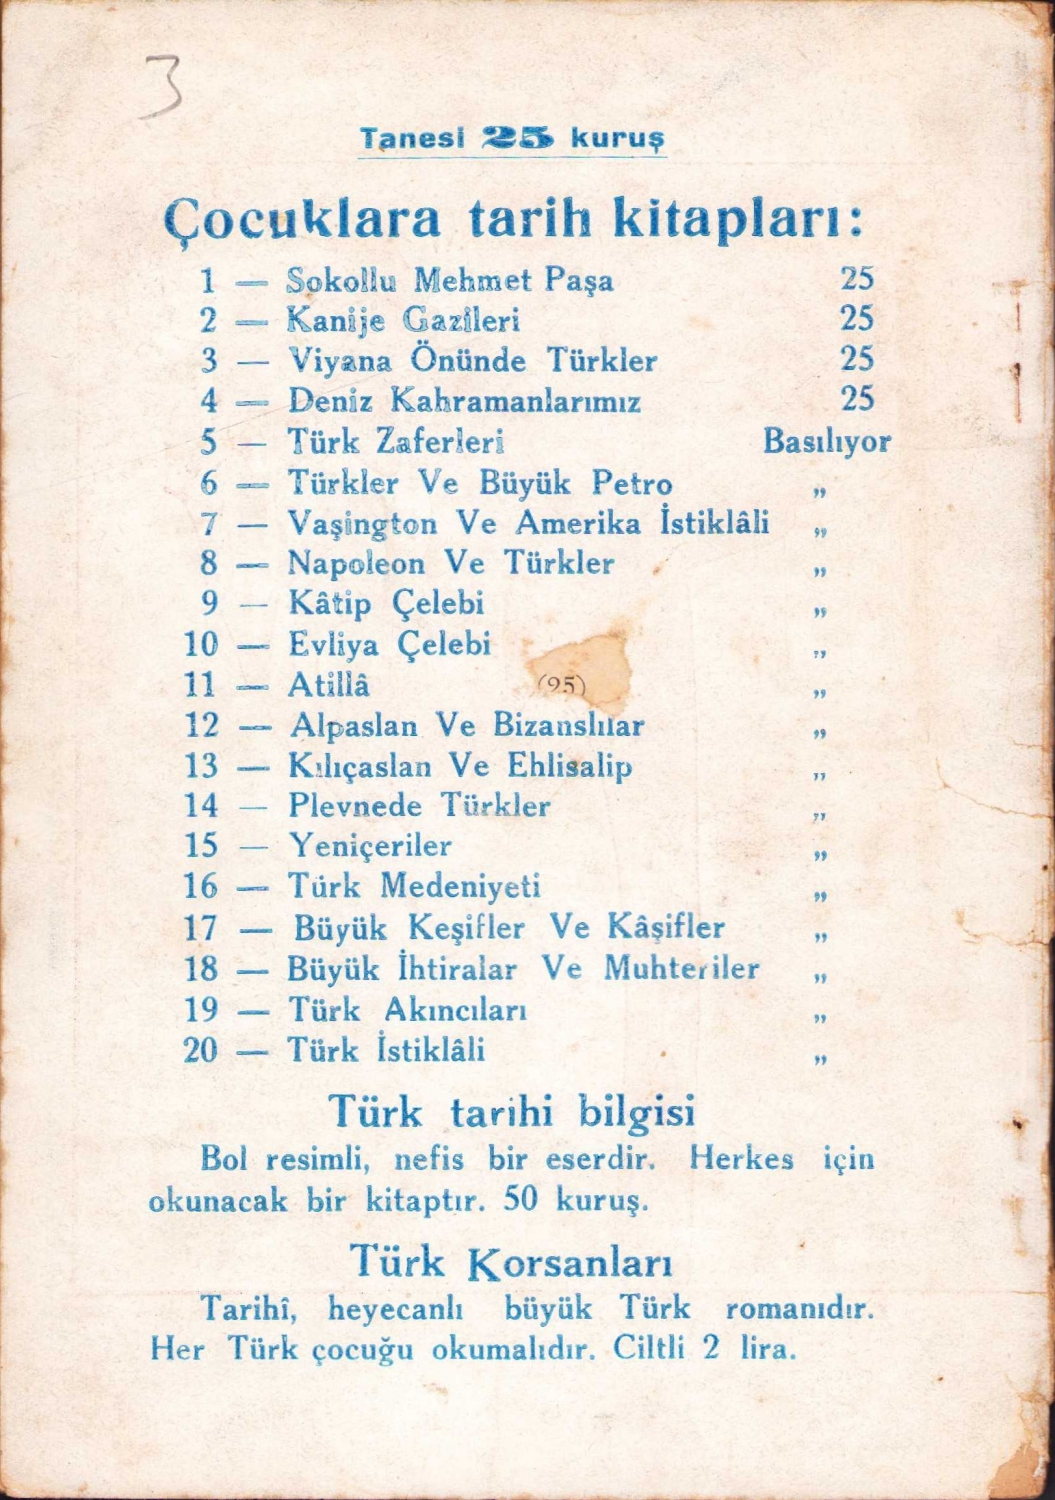 3
Tanesi 25 kuruş
Çocuklara tarih kitapları:
1 — Sokollu Mehmet Paşa 25
2 — Kanije Gazileri 25
3 — Viyana Önünde Türkler 25
4 — Deniz Kahramanlarımız 25
5 — Türk Zaferleri Basılıyor
6 — Türkler Ve Büyük Petro „
7 — Vaşington Ve Amerika İstiklâli „
8 — Napoleon Ve Türkler „
9 — Kâtip Çelebi „
10 — Evliya Çelebi „
11 — Atillâ (25) „
12 — Alpaslan Ve Bizanslılar „
13 — Kılıçaslan Ve Ehlisalip „
14 — Plevnede Türkler „
15 — Yeniçeriler „
16 — Türk Medeniyeti „
17 — Büyük Keşifler Ve Kâşifler „
18 — Büyük İhtiralar Ve Muhteriler „
19 — Türk Akıncıları „
20 — Türk İstiklâli „
Türk tarihi bilgisi
Bol resimli, nefis bir eserdir. Herkes için
okunacak bir kitaptır. 50 kuruş.
Türk Korsanları
Tarihî, heyecanlı büyük Türk romanıdır.
Her Türk çocuğu okumalıdır. Ciltli 2 lira.